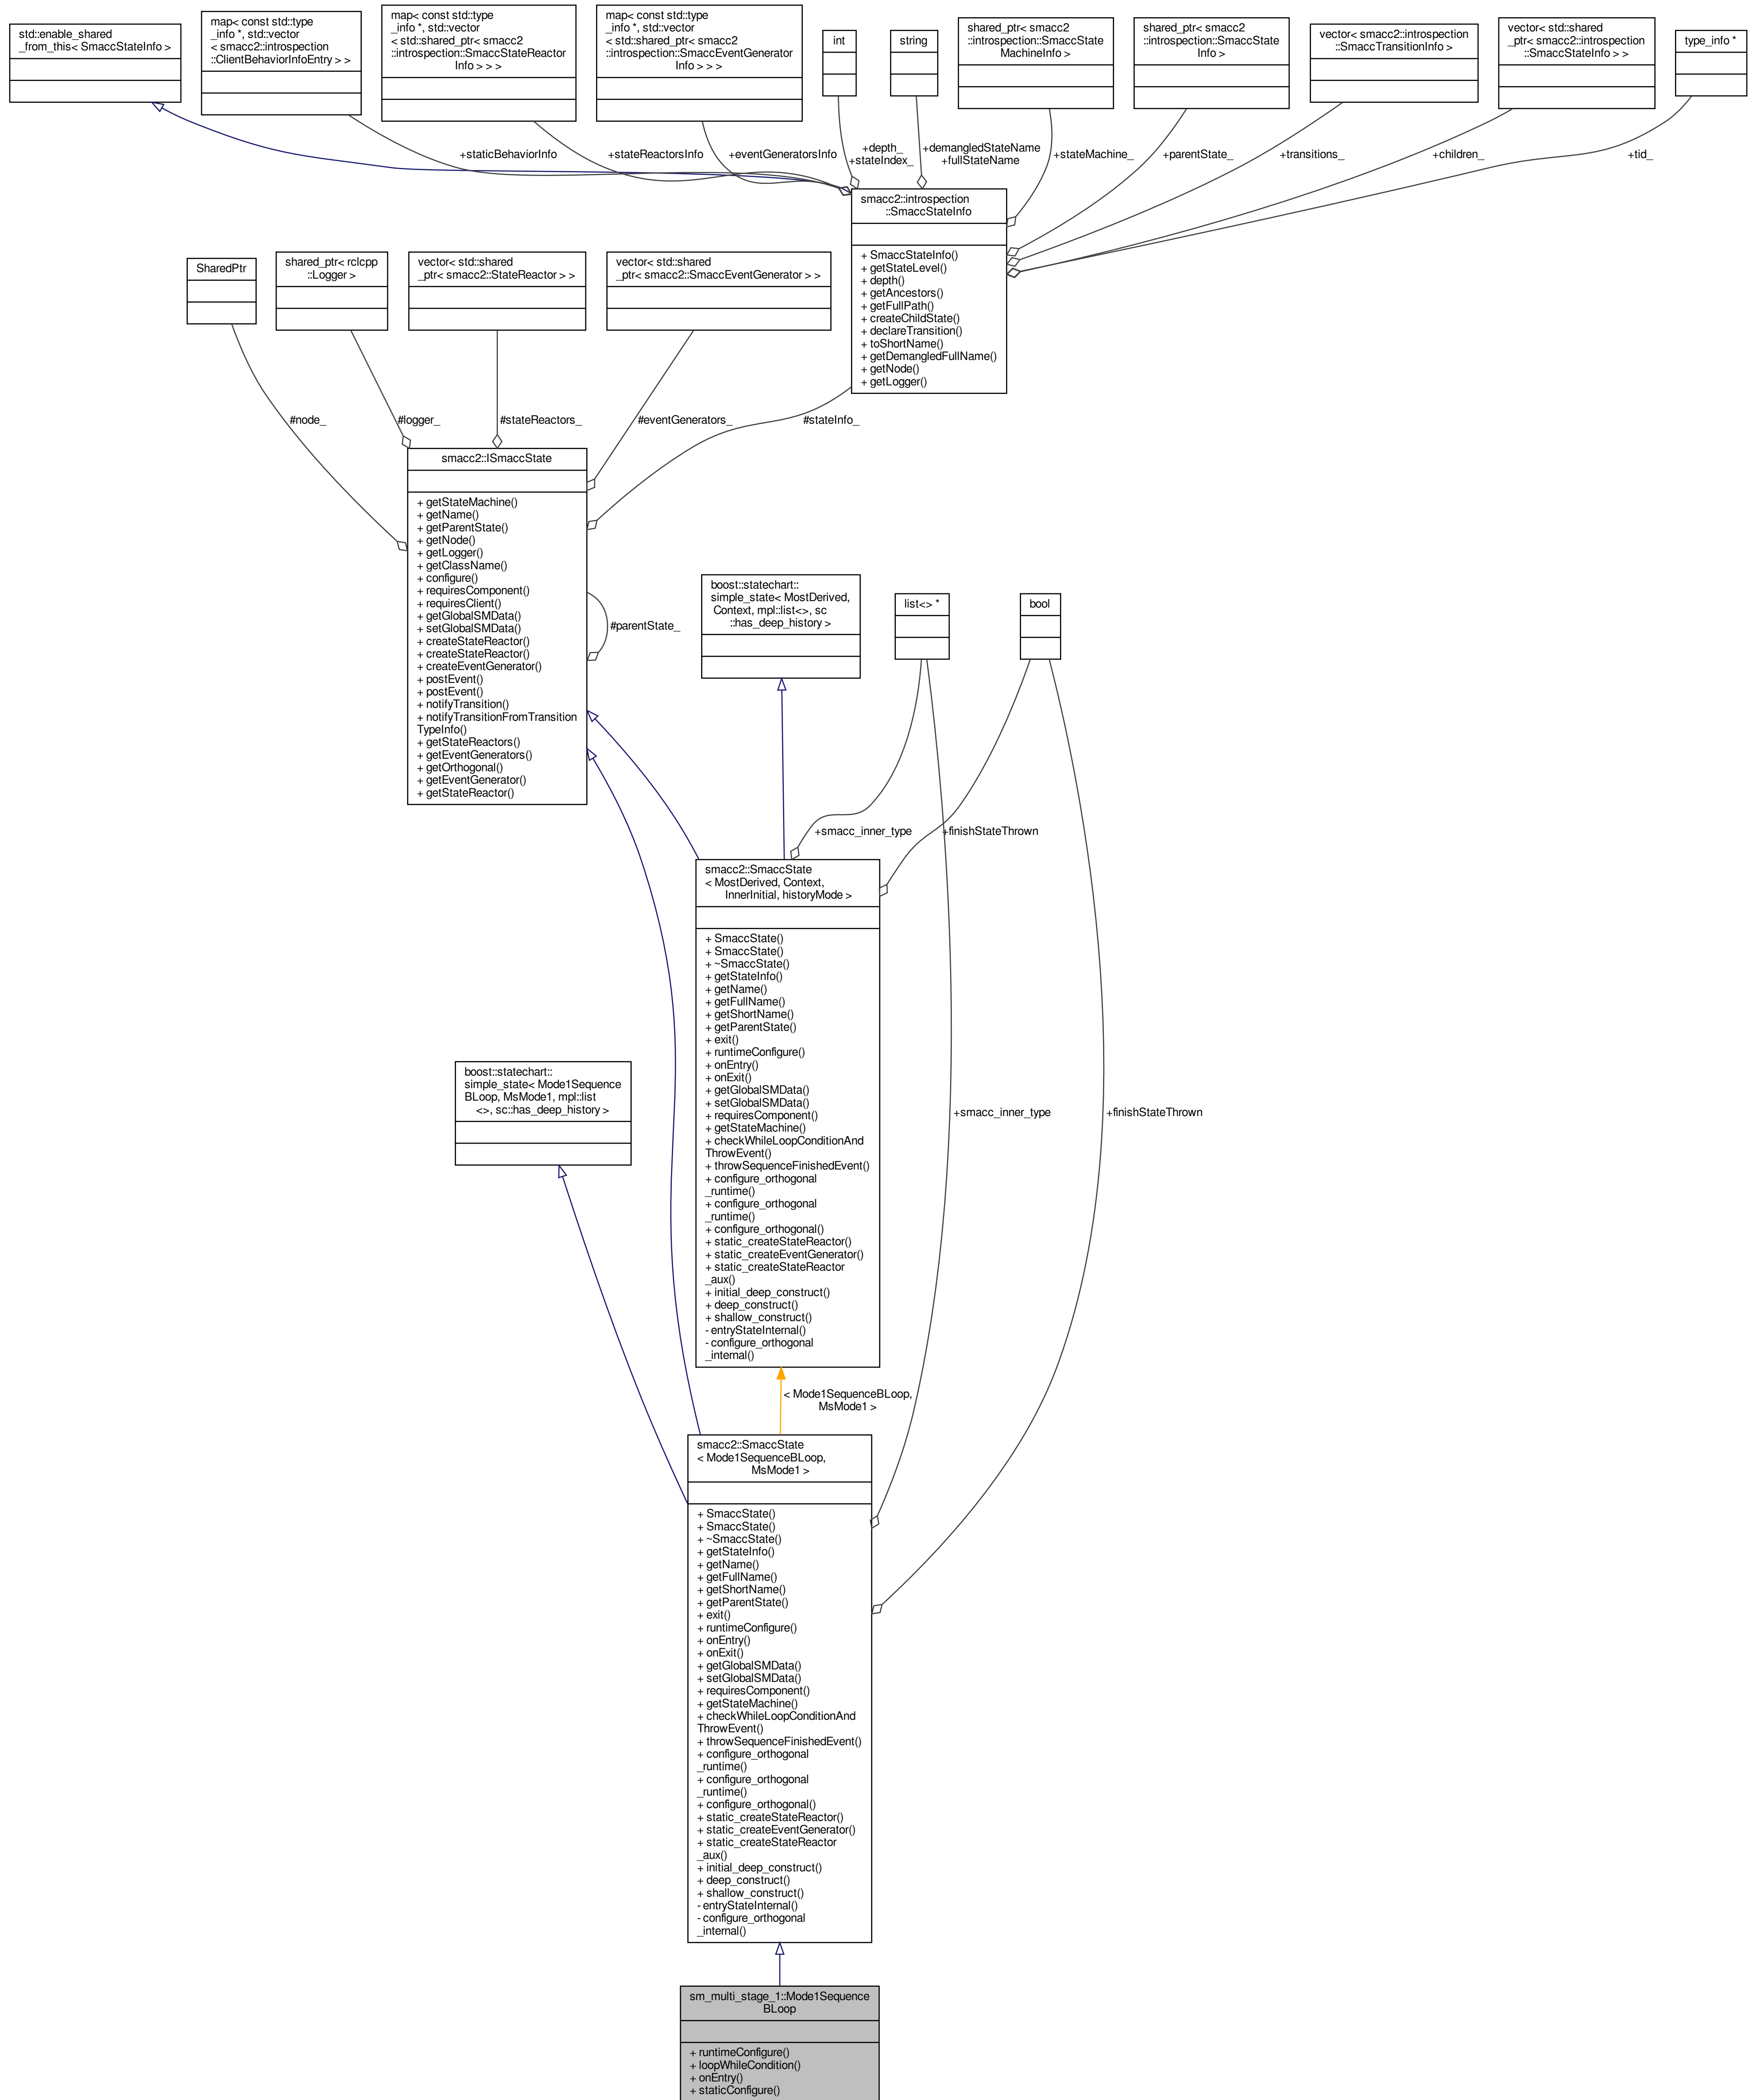 std::enable_shared
_from_this< SmaccStateInfo >
map< const std::type
_info *, std::vector
< smacc2::introspection
::ClientBehaviorInfoEntry > >
map< const std::type
_info *, std::vector
< std::shared_ptr< smacc2
::introspection::SmaccStateReactor
Info > > >
map< const std::type
_info *, std::vector
< std::shared_ptr< smacc2
::introspection::SmaccEventGenerator
Info > > >
int
string
shared_ptr< smacc2
::introspection::SmaccState
MachineInfo >
shared_ptr< smacc2
::introspection::SmaccState
Info >
vector< smacc2::introspection
::SmaccTransitionInfo >
vector< std::shared
_ptr< smacc2::introspection
::SmaccStateInfo > >
type_info *
+staticBehaviorInfo
+stateReactorsInfo
+eventGeneratorsInfo
+depth_
+stateIndex_
+demangledStateName
+fullStateName
+stateMachine_
+parentState_
+transitions_
+children_
+tid_
smacc2::introspection
::SmaccStateInfo
+ SmaccStateInfo()
+ getStateLevel()
+ depth()
+ getAncestors()
+ getFullPath()
+ createChildState()
+ declareTransition()
+ toShortName()
+ getDemangledFullName()
+ getNode()
+ getLogger()
SharedPtr
shared_ptr< rclcpp
::Logger >
vector< std::shared
_ptr< smacc2::StateReactor > >
vector< std::shared
_ptr< smacc2::SmaccEventGenerator > >
#node_
#logger_
#stateReactors_
#eventGenerators_
#stateInfo_
smacc2::ISmaccState
+ getStateMachine()
+ getName()
+ getParentState()
+ getNode()
+ getLogger()
+ getClassName()
+ configure()
+ requiresComponent()
+ requiresClient()
+ getGlobalSMData()
+ setGlobalSMData()
+ createStateReactor()
+ createStateReactor()
+ createEventGenerator()
+ postEvent()
+ postEvent()
+ notifyTransition()
+ notifyTransitionFromTransition
TypeInfo()
+ getStateReactors()
+ getEventGenerators()
+ getOrthogonal()
+ getEventGenerator()
+ getStateReactor()
#parentState_
boost::statechart::
simple_state< MostDerived,
Context, mpl::list<>, sc
::has_deep_history >
list<> *
bool
+smacc_inner_type
+finishStateThrown
smacc2::SmaccState
< MostDerived, Context,
InnerInitial, historyMode >
+ SmaccState()
+ SmaccState()
+ ~SmaccState()
+ getStateInfo()
+ getName()
+ getFullName()
+ getShortName()
+ getParentState()
+ exit()
+ runtimeConfigure()
+ onEntry()
+ onExit()
+ getGlobalSMData()
+ setGlobalSMData()
+ requiresComponent()
+ getStateMachine()
+ checkWhileLoopConditionAnd
ThrowEvent()
+ throwSequenceFinishedEvent()
+ configure_orthogonal
_runtime()
+ configure_orthogonal
_runtime()
+ configure_orthogonal()
+ static_createStateReactor()
+ static_createEventGenerator()
+ static_createStateReactor
_aux()
+ initial_deep_construct()
+ deep_construct()
+ shallow_construct()
- entryStateInternal()
- configure_orthogonal
_internal()
boost::statechart::
simple_state< Mode1Sequence
BLoop, MsMode1, mpl::list
<>, sc::has_deep_history >
+smacc_inner_type
+finishStateThrown
< Mode1SequenceBLoop,
MsMode1 >
smacc2::SmaccState
< Mode1SequenceBLoop,
MsMode1 >
+ SmaccState()
+ SmaccState()
+ ~SmaccState()
+ getStateInfo()
+ getName()
+ getFullName()
+ getShortName()
+ getParentState()
+ exit()
+ runtimeConfigure()
+ onEntry()
+ onExit()
+ getGlobalSMData()
+ setGlobalSMData()
+ requiresComponent()
+ getStateMachine()
+ checkWhileLoopConditionAnd
ThrowEvent()
+ throwSequenceFinishedEvent()
+ configure_orthogonal
_runtime()
+ configure_orthogonal
_runtime()
+ configure_orthogonal()
+ static_createStateReactor()
+ static_createEventGenerator()
+ static_createStateReactor
_aux()
+ initial_deep_construct()
+ deep_construct()
+ shallow_construct()
- entryStateInternal()
- configure_orthogonal
_internal()
sm_multi_stage_1::Mode1Sequence
BLoop
+ runtimeConfigure()
+ loopWhileCondition()
+ onEntry()
+ staticConfigure()